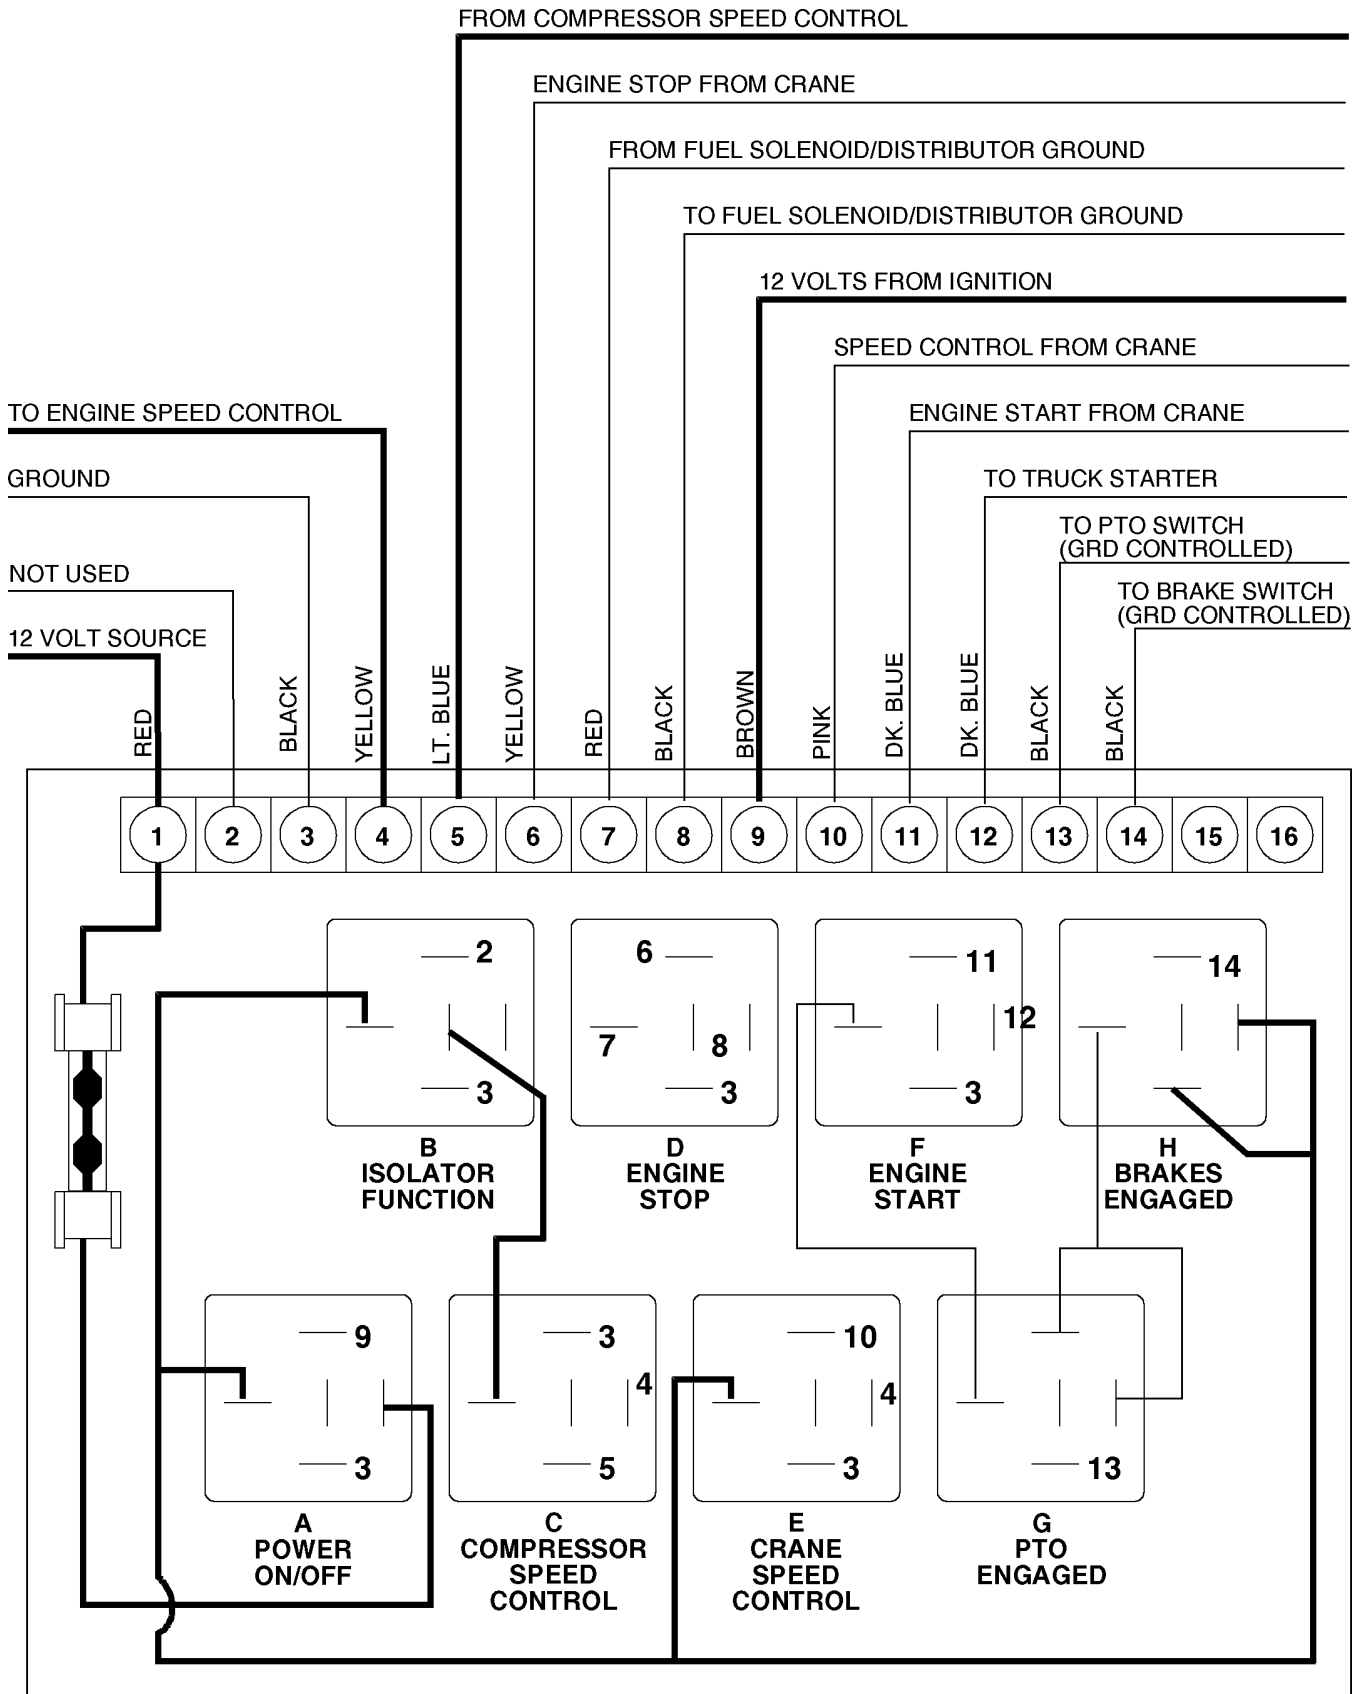 FROM COMPRESSOR SPEED CONTROL
ENGINE STOP FROM CRANE
FROM FUEL SOLENOID/DISTRIBUTOR GROUND
TO FUEL SOLENOID/DISTRIBUTOR GROUND
12 VOLTS FROM IGNITION
SPEED CONTROL FROM CRANE
TO ENGINE SPEED CONTROL
ENGINE START FROM CRANE
GROUND
TO TRUCK STARTER
TO PTO SWITCH
(GRD CONTROLLED)
NOT USED
TO BRAKE SWITCH
(GRD CONTROLLED)
12 VOLT SOURCE
RED
BLACK
YELLOW
LT. BLUE
YELLOW
RED
BLACK
BROWN
PINK
DK. BLUE
DK. BLUE
BLACK
BLACK
1 2 3 4 5 6 7 8 9 10 11 12 13 14 15 16
2
3
B
ISOLATOR
FUNCTION
6
7
8
3
D
ENGINE
STOP
11
12
3
F
ENGINE
START
14
H
BRAKES
ENGAGED
9
3
A
POWER
ON/OFF
3
4
5
C
COMPRESSOR
SPEED
CONTROL
10
4
3
E
CRANE
SPEED
CONTROL
13
G
PTO
ENGAGED